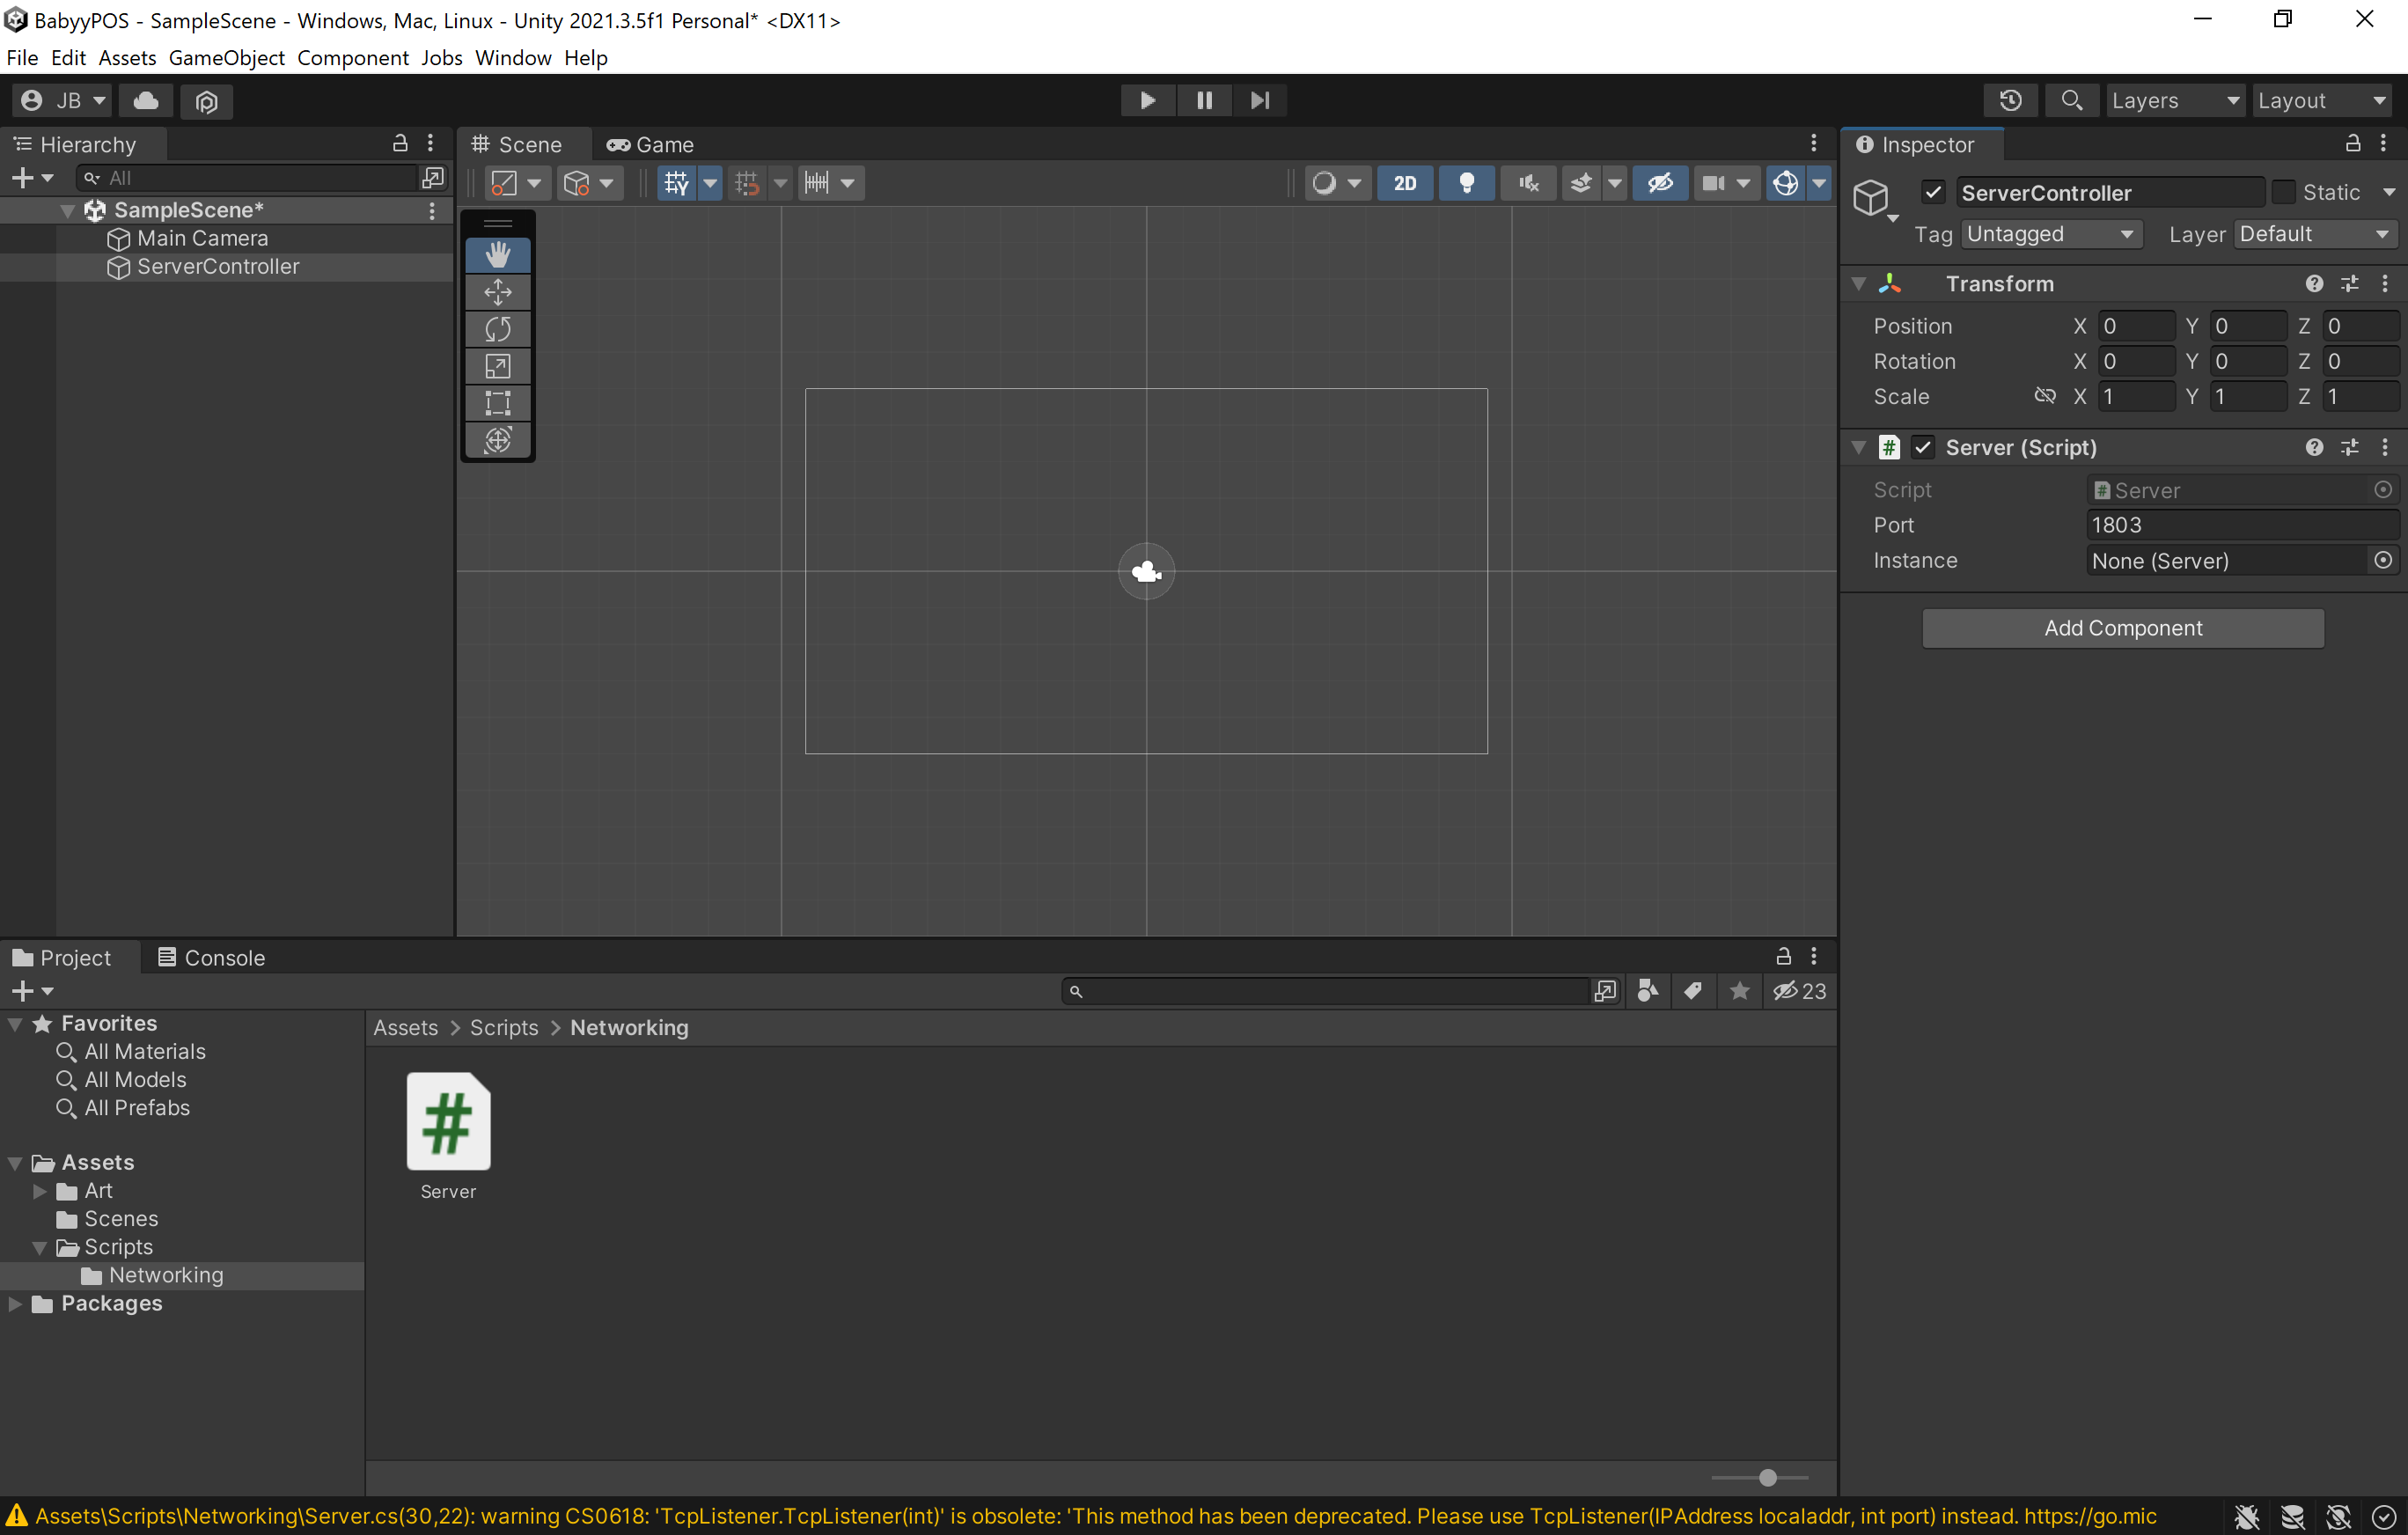 BabyyPOS - SampleScene - Windows, Mac, Linux - Unity 2021.3.5f1 Personal* <DX11>
File Edit Assets GameObject Component Jobs Window Help
JB
Layers
Layout
Hierarchy
Scene
Game
Inspector
All
2D
ServerController
Static
SampleScene*
Tag Untagged
Layer Default
Main Camera
ServerController
Transform
Position X 0 Y 0 Z 0
Rotation X 0 Y 0 Z 0
Scale X 1 Y 1 Z 1
# Server (Script)
Script # Server
Port 1803
Instance None (Server)
Add Component
Project
Console
23
Favorites
All Materials
All Models
All Prefabs
Assets
Art
Scenes
Scripts
Networking
Packages
Assets > Scripts > Networking
#
Server
Assets\Scripts\Networking\Server.cs(30,22): warning CS0618: 'TcpListener.TcpListener(int)' is obsolete: 'This method has been deprecated. Please use TcpListener(IPAddress localaddr, int port) instead. https://go.mic